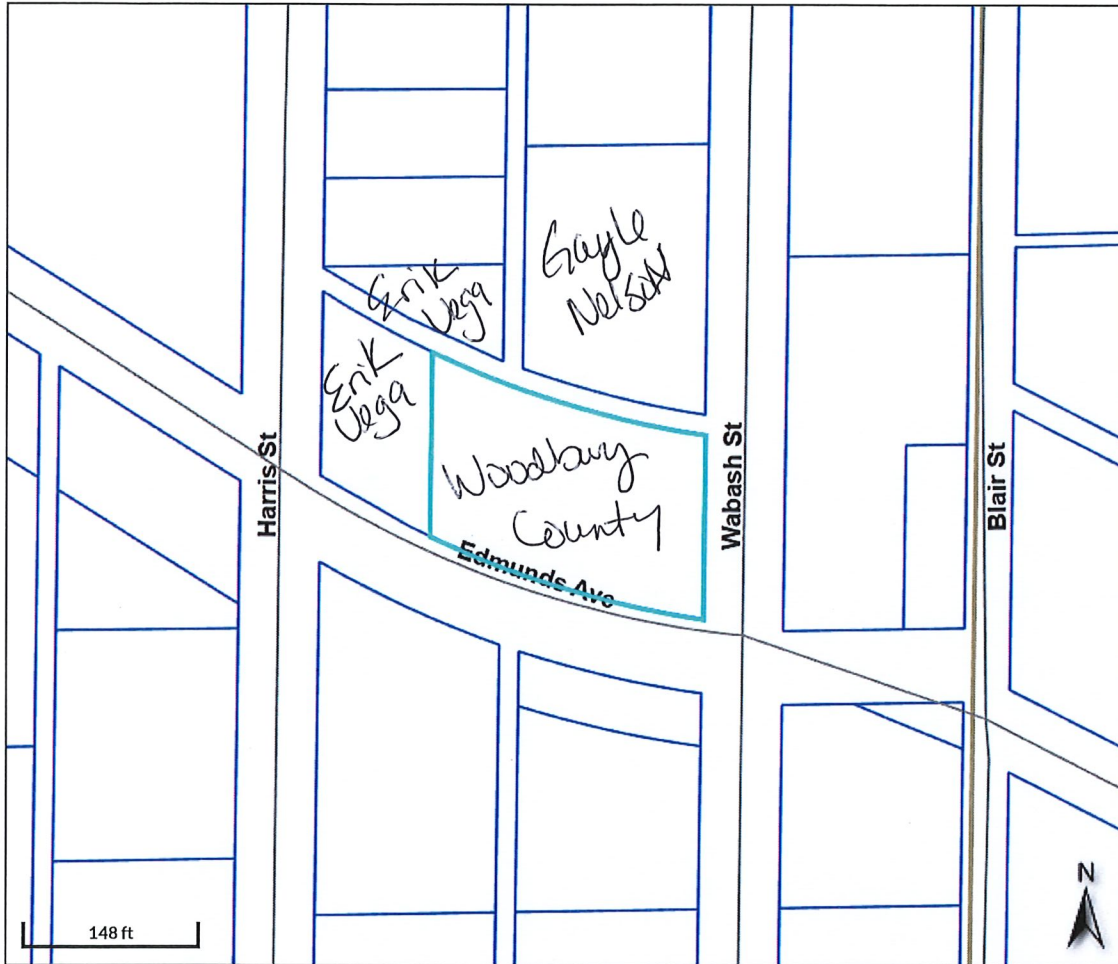 Gayle
Nelson
Erik
Vega
Erik
Vega
Woodbury
County
Harris St
Wabash St
Blair St
Edmunds Ave
148 ft
N